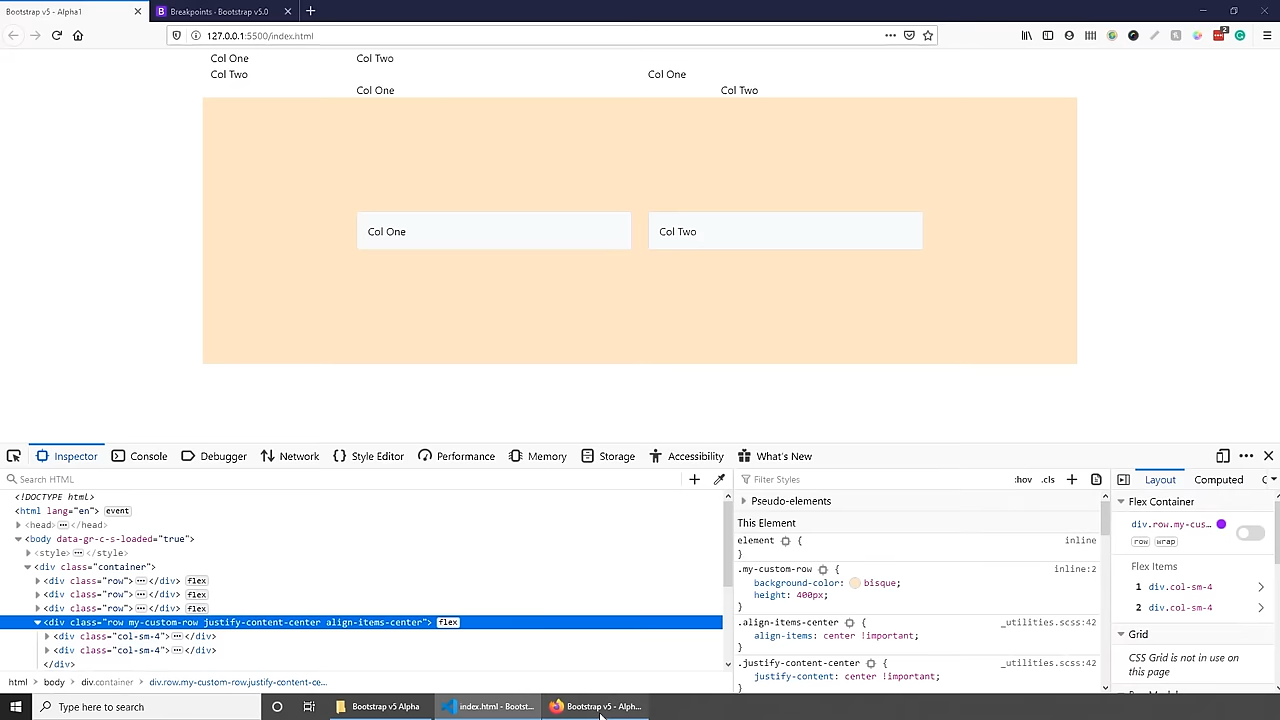 Bootstrap v5 - Alpha1
Breakpoints · Bootstrap v5.0
127.0.0.1:5500/index.html
2
Col One Col Two
Col Two Col One
Col One Col Two
Col One Col Two
Inspector Console Debugger Network Style Editor Performance Memory Storage Accessibility What's New
Search HTML
<!DOCTYPE html>
<html lang="en"> event
<head> </head>
<body data-gr-c-s-loaded="true">
<style> </style>
<div class="container">
<div class="row"> </div> flex
<div class="row"> </div> flex
<div class="row"> </div> flex
<div class="row my-custom-row justify-content-center align-items-center"> flex
<div class="col-sm-4"> </div>
<div class="col-sm-4"> </div>
</div>
html body div.container div.row.my-custom-row.justify-content-ce...
Filter Styles :hov .cls
Pseudo-elements
This Element
element { inline
}
.my-custom-row { inline:2
background-color: bisque;
height: 400px;
}
.align-items-center { _utilities.scss:42
align-items: center !important;
}
.justify-content-center { _utilities.scss:42
justify-content: center !important;
}
Layout Computed
Flex Container
div.row.my-cus...
row wrap
Flex Items
1 div.col-sm-4
2 div.col-sm-4
Grid
CSS Grid is not in use on
this page
Type here to search
Bootstrap v5 Alpha
index.html - Bootst...
Bootstrap v5 - Alph...